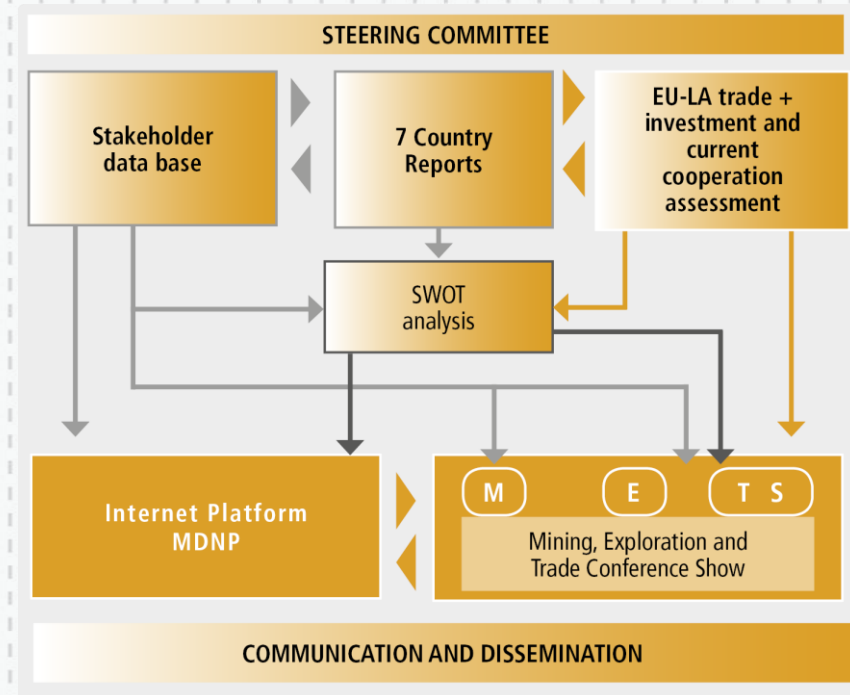 STEERING COMMITTEE
Stakeholder
data base
7 Country
Reports
EU-LA trade +
investment and
current
cooperation
assessment
SWOT
analysis
Internet Platform
MDNP
M E T S
Mining, Exploration and
Trade Conference Show
COMMUNICATION AND DISSEMINATION